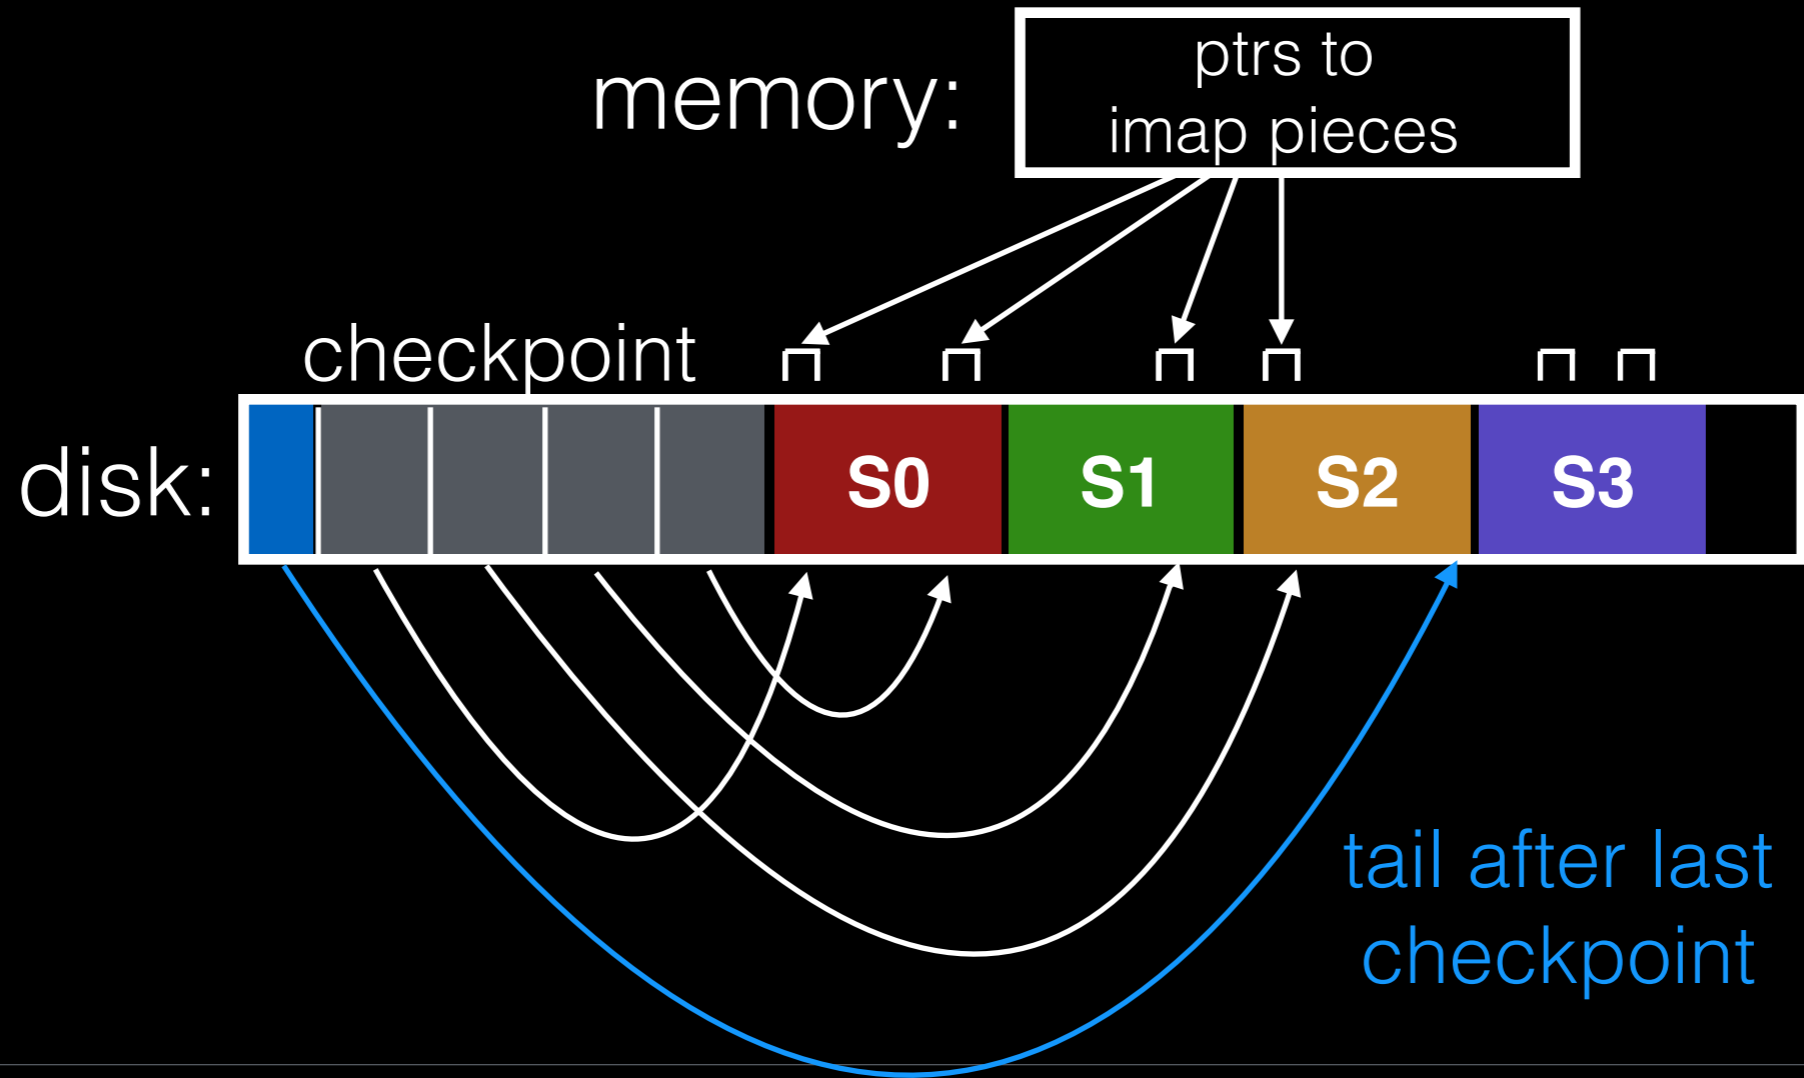 memory:
ptrs to
imap pieces
checkpoint
disk:
S0 S1 S2 S3
tail after last
checkpoint